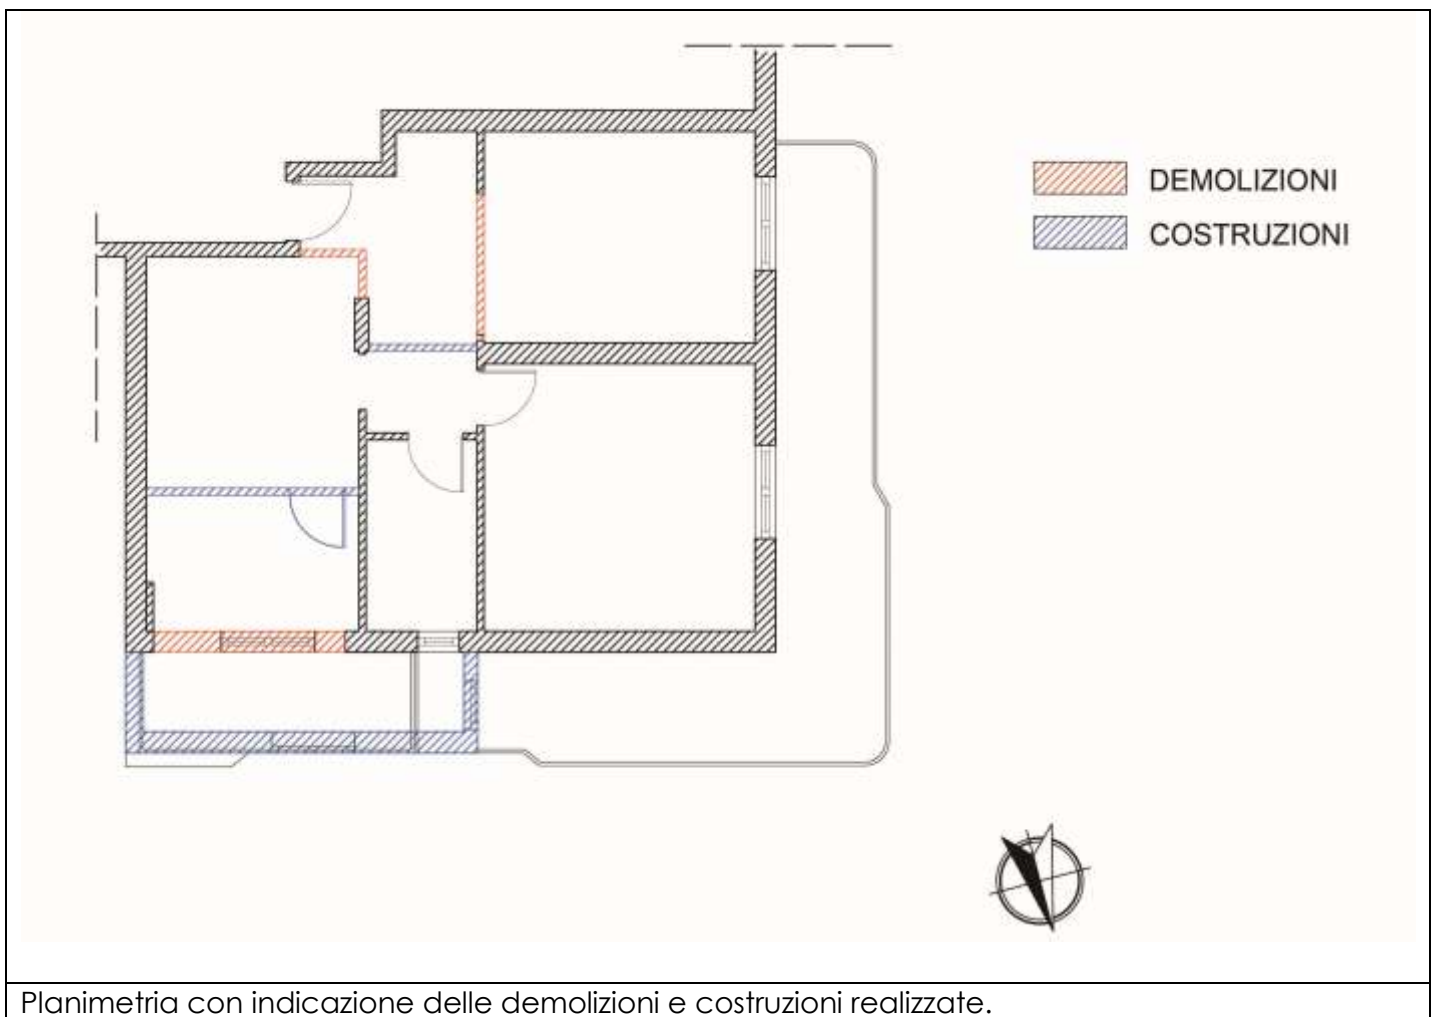 DEMOLIZIONI
COSTRUZIONI
Planimetria con indicazione delle demolizioni e costruzioni realizzate.